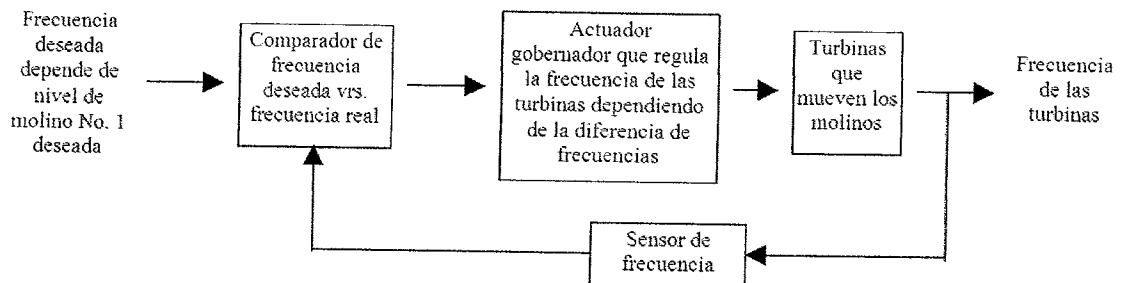 Frecuencia
deseada
depende de
nivel de
molino No. 1
deseada
Comparador de
frecuencia
deseada vrs.
frecuencia real
Actuador
gobernador que regula
la frecuencia de las
turbinas dependiendo
de la diferencia de
frecuencias
Turbinas
que
mueven los
molinos
Frecuencia
de las
turbinas
Sensor de
frecuencia